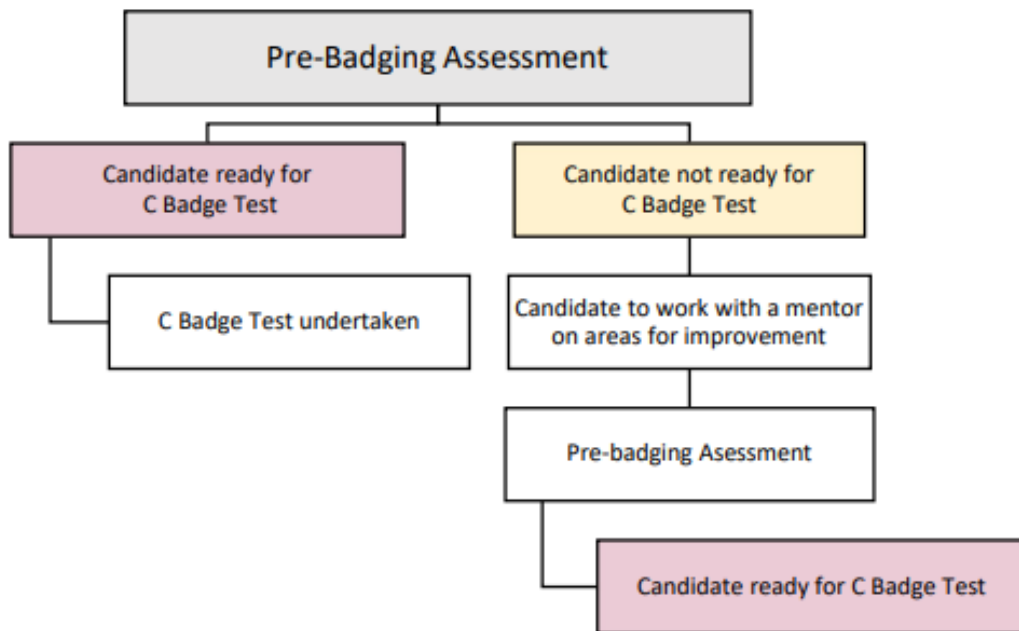 Pre-Badging Assessment
Candidate ready for
C Badge Test
Candidate not ready for
C Badge Test
C Badge Test undertaken
Candidate to work with a mentor
on areas for improvement
Pre-badging Asessment
Candidate ready for C Badge Test